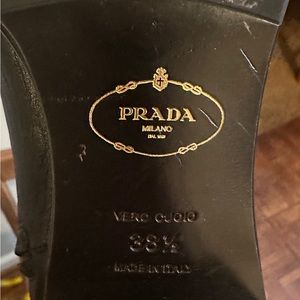 PRADA
MILANO
DAL 1913
VERO CUOIO
38½
MADE IN ITALY